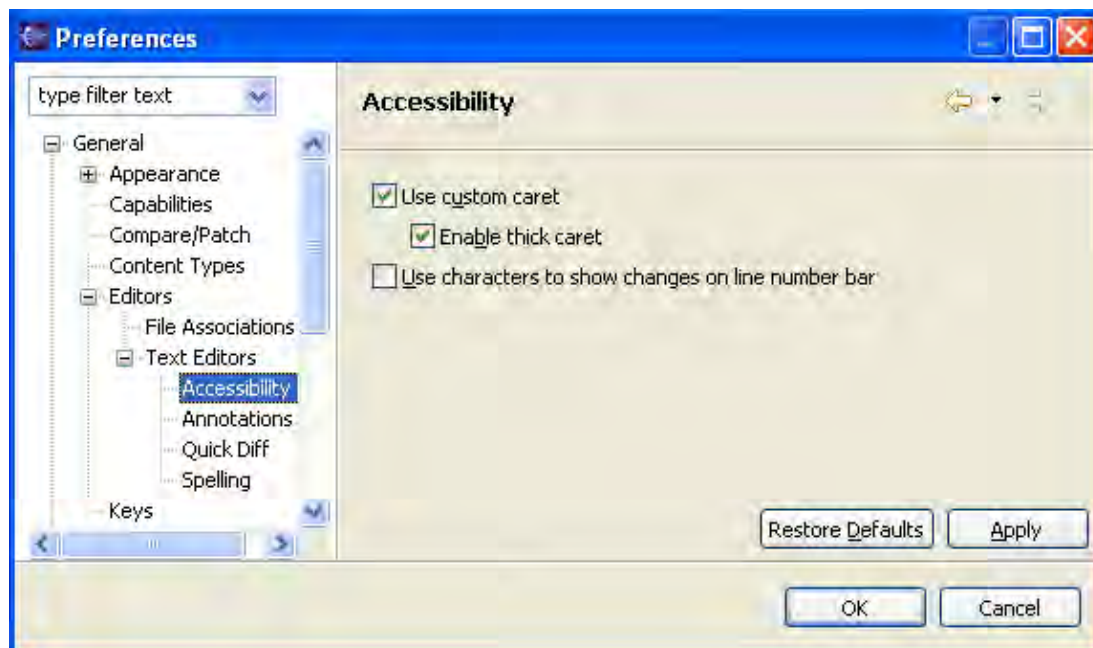 Preferences
type filter text
General
Appearance
Capabilities
Compare/Patch
Content Types
Editors
File Associations
Text Editors
Accessibility
Annotations
Quick Diff
Spelling
Keys
Accessibility
Use custom caret
Enable thick caret
Use characters to show changes on line number bar
Restore Defaults
Apply
OK
Cancel